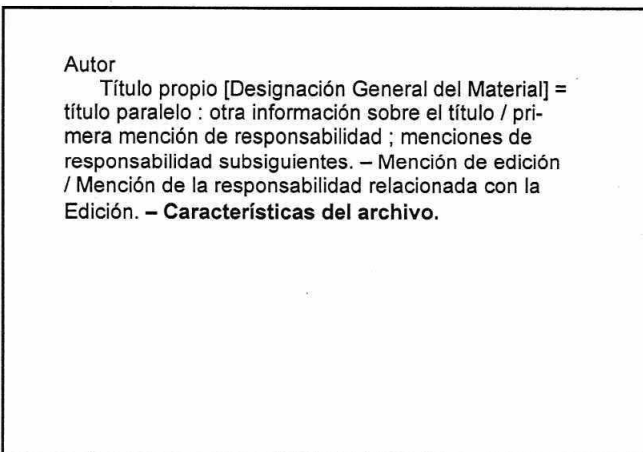 Autor
Título propio [Designación General del Material] =
título paralelo : otra información sobre el título / pri-
mera mención de responsabilidad ; menciones de
responsabilidad subsiguientes. – Mención de edición
/ Mención de la responsabilidad relacionada con la
Edición. – Características del archivo.